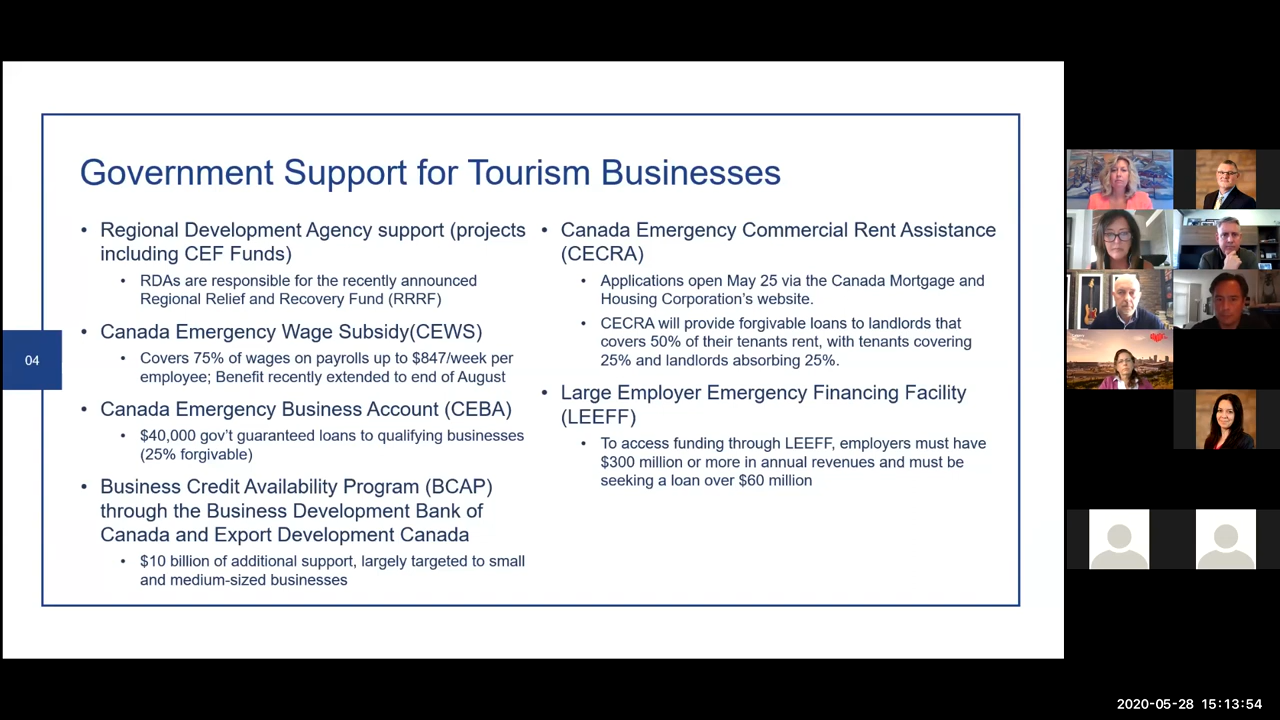 Government Support for Tourism Businesses
• Regional Development Agency support (projects
including CEF Funds)
• RDAs are responsible for the recently announced
Regional Relief and Recovery Fund (RRRF)
• Canada Emergency Wage Subsidy(CEWS)
• Covers 75% of wages on payrolls up to $847/week per
employee; Benefit recently extended to end of August
• Canada Emergency Business Account (CEBA)
• $40,000 gov’t guaranteed loans to qualifying businesses
(25% forgivable)
• Business Credit Availability Program (BCAP)
through the Business Development Bank of
Canada and Export Development Canada
• $10 billion of additional support, largely targeted to small
and medium-sized businesses
• Canada Emergency Commercial Rent Assistance
(CECRA)
• Applications open May 25 via the Canada Mortgage and
Housing Corporation’s website.
• CECRA will provide forgivable loans to landlords that
covers 50% of their tenants rent, with tenants covering
25% and landlords absorbing 25%.
• Large Employer Emergency Financing Facility
(LEEFF)
• To access funding through LEEFF, employers must have
$300 million or more in annual revenues and must be
seeking a loan over $60 million
04
2020-05-28 15:13:54